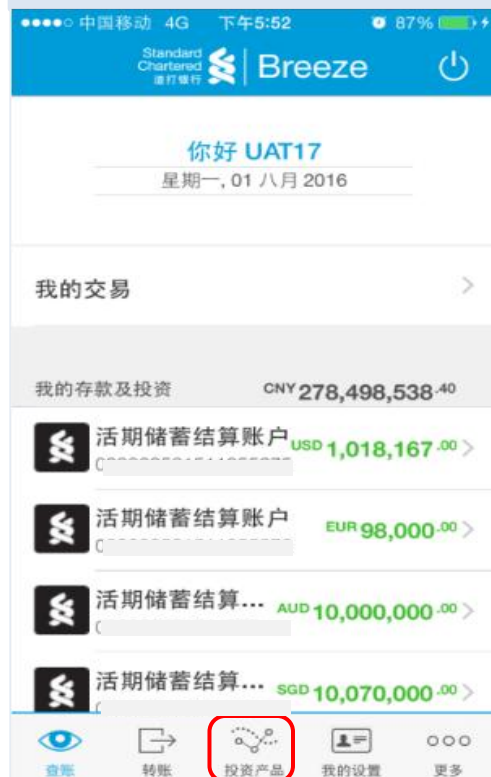 中国移动 4G 下午5:52 87%
Standard Chartered 渣打银行 Breeze
你好 UAT17
星期一, 01 八月 2016
我的交易
我的存款及投资 CNY 278,498,538.40
活期储蓄结算账户 USD 1,018,167.00
活期储蓄结算账户 EUR 98,000.00
活期储蓄结算... AUD 10,000,000.00
活期储蓄结算... SGD 10,070,000.00
查账 转账 投资产品 我的设置 更多